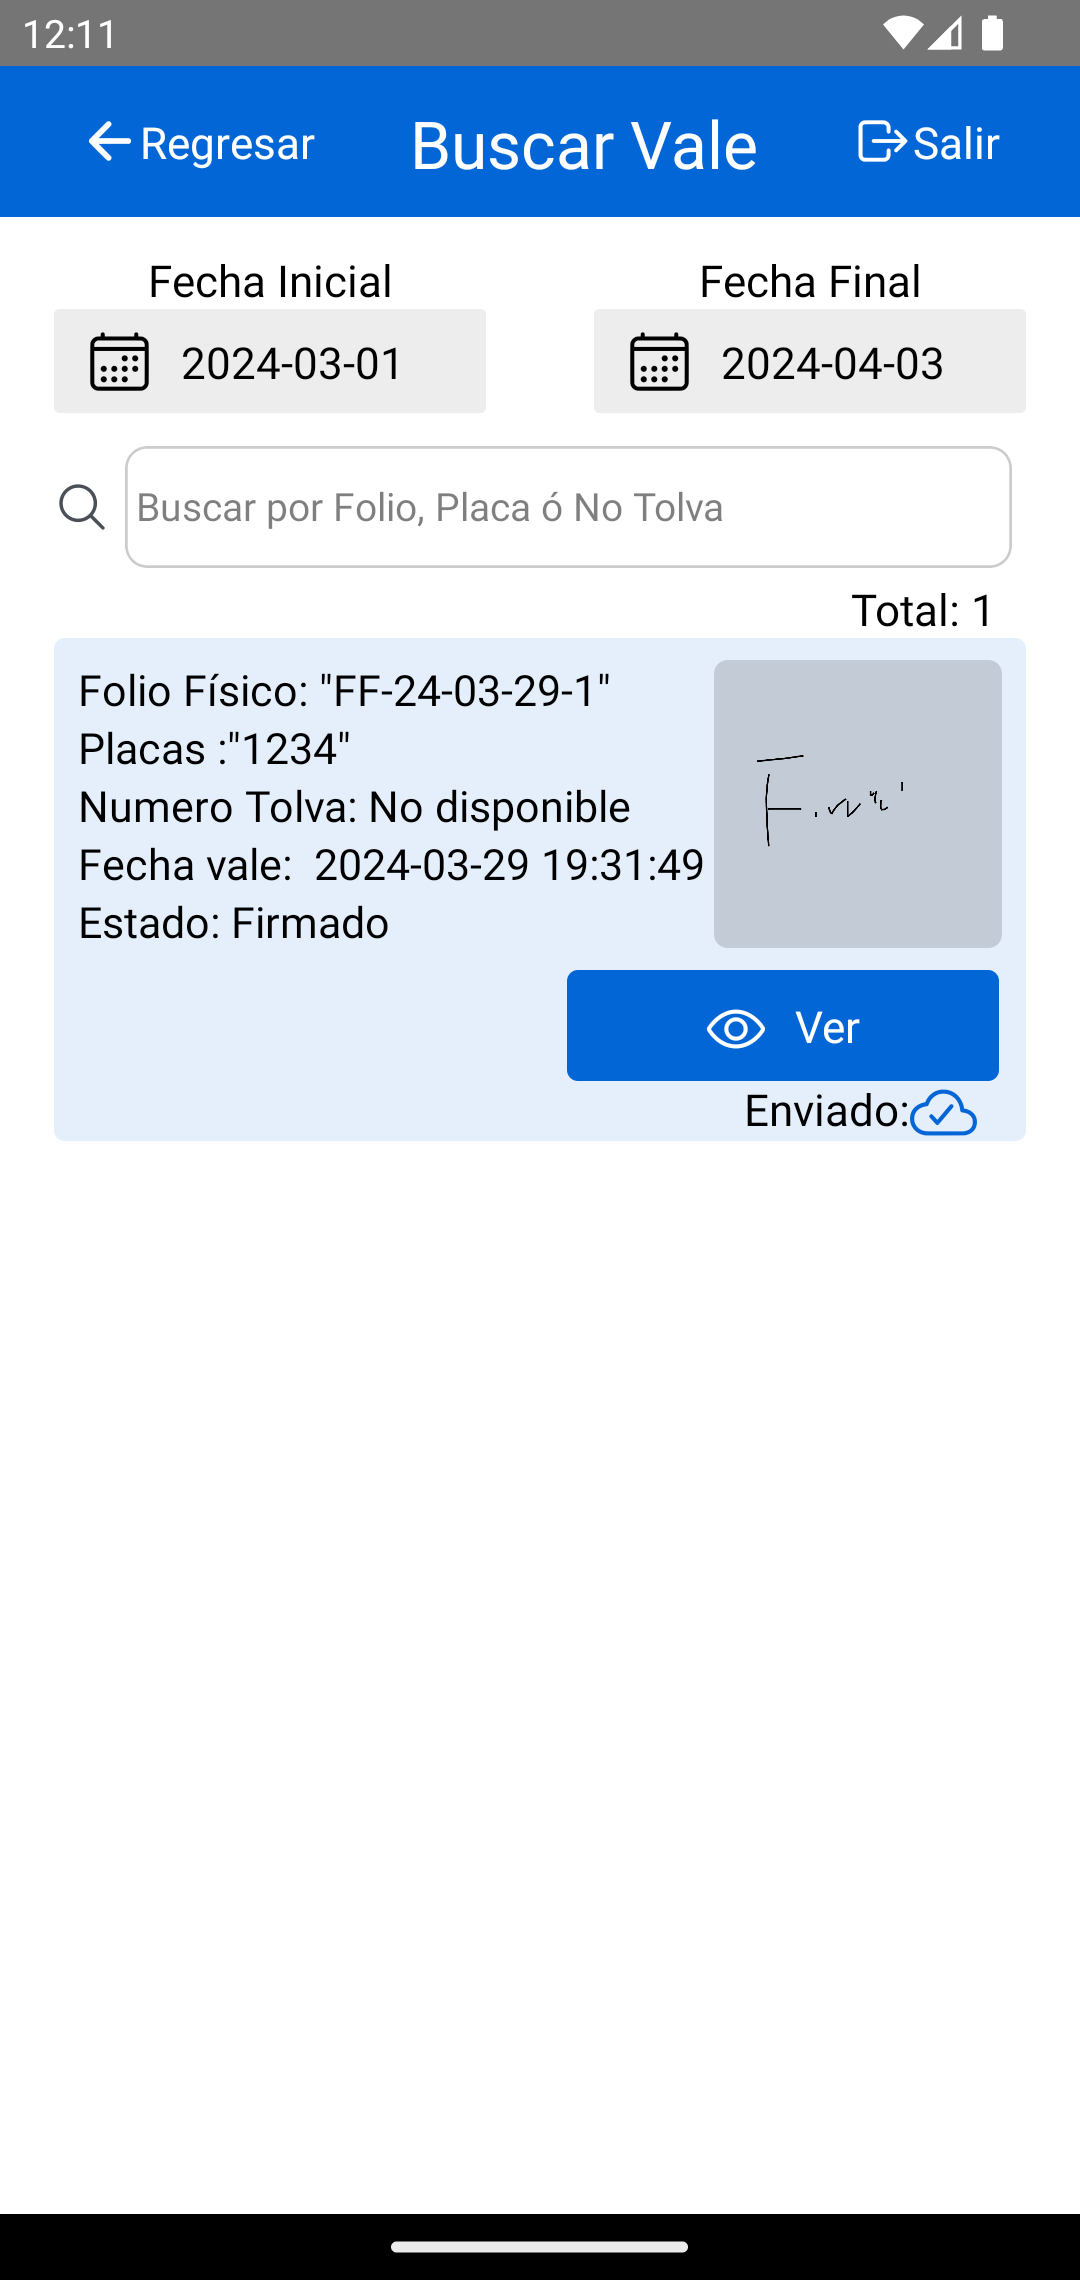 12:11
Regresar
Buscar Vale
Salir
Fecha Inicial
Fecha Final
2024-03-01
2024-04-03
Buscar por Folio, Placa ó No Tolva
Total: 1
Folio Físico: "FF-24-03-29-1"
Placas :"1234"
Numero Tolva: No disponible
Fecha vale:  2024-03-29 19:31:49
Estado: Firmado
Ver
Enviado: